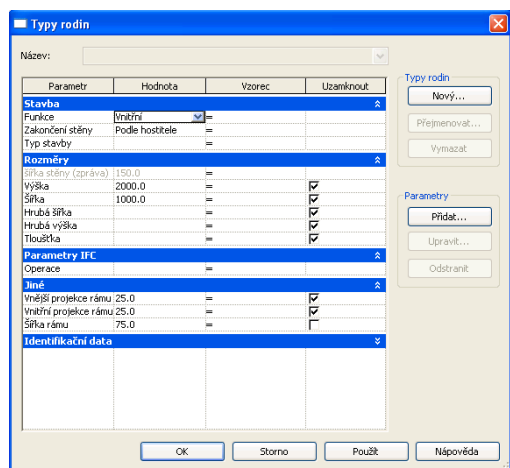 Typy rodin
Název:
Parametr Hodnota Vzorec Uzamknout
Stavba
Funkce Vnitřní =
Zakončení stěny Podle hostitele =
Typ stavby =
Rozměry
šířka stěny (zpráva) 150.0 =
Výška 2000.0 =
Šířka 1000.0 =
Hrubá šířka =
Hrubá výška =
Tloušťka =
Parametry IFC
Operace =
Jiné
Vnější projekce rámu 25.0 =
Vnitřní projekce rámu 25.0 =
Šířka rámu 75.0 =
Identifikační data
Typy rodin
Nový...
Přejmenovat...
Vymazat
Parametry
Přidat...
Upravit...
Odstranit
OK Storno Použít Nápověda